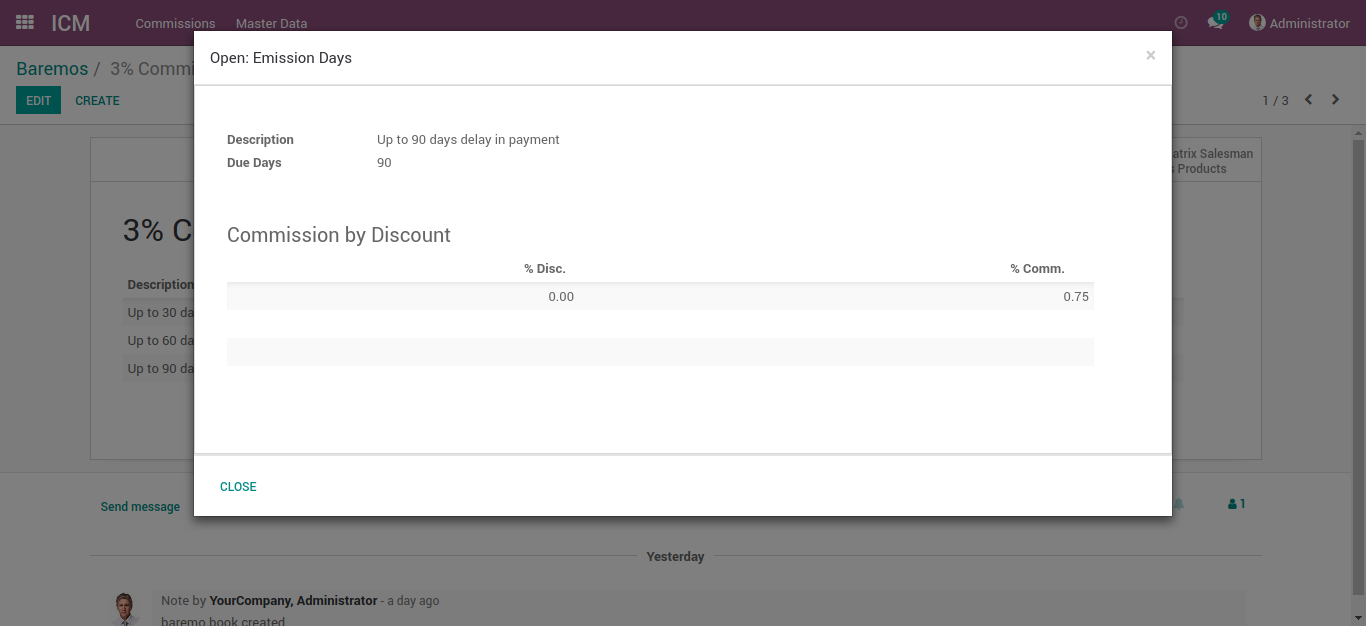 ICM Commissions Master Data 10 Administrator
Open: Emission Days ×
Baremos / 3% Commi
EDIT CREATE 1 / 3
Description Up to 90 days delay in payment
Due Days 90
atrix Salesman
Products
3% C
Commission by Discount
% Disc. % Comm.
0.00 0.75
Description
Up to 30 da
Up to 60 da
Up to 90 da
CLOSE
Send message 1
Yesterday
Note by YourCompany, Administrator - a day ago
baremo book created